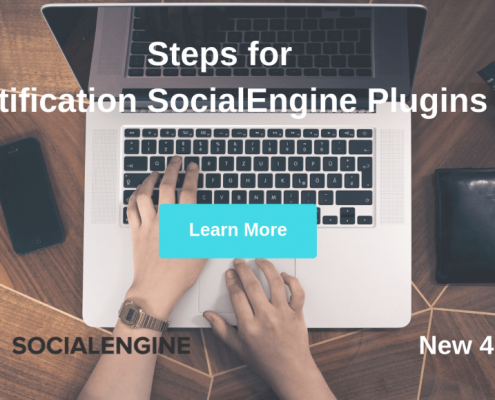 Steps for
tification SocialEngine Plugins
Learn More
SOCIALENGINE
New 4